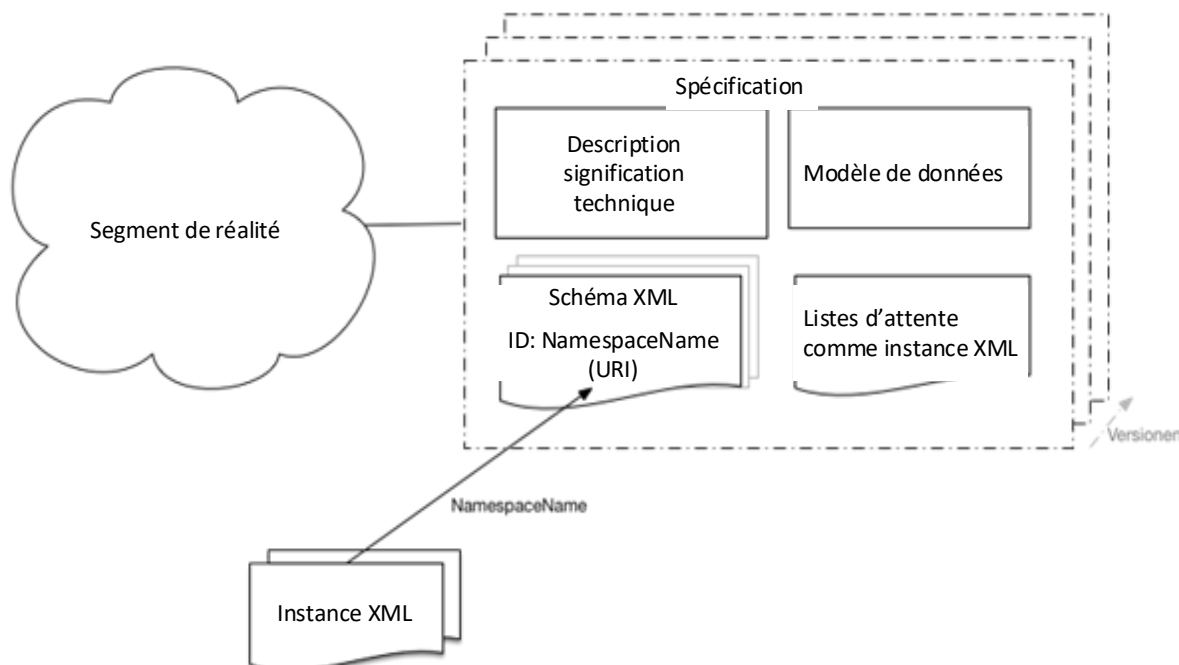 Spécification
Description
signification
technique
Modèle de données
Segment de réalité
Schéma XML
ID: NamespaceName
(URI)
Listes d’attente
comme instance XML
Versionen
NamespaceName
Instance XML